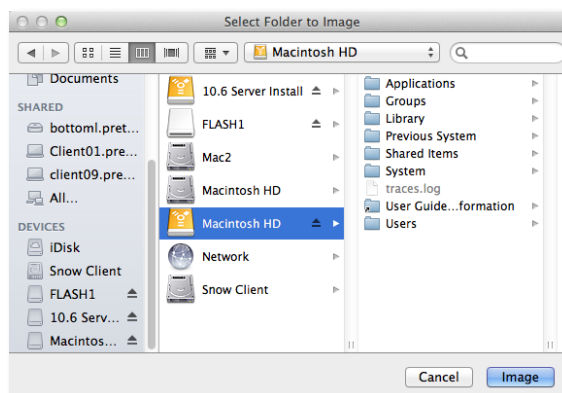 Select Folder to Image
Macintosh HD
Documents
SHARED
bottoml.pret...
Client01.pre...
client09.pre...
All...
DEVICES
iDisk
Snow Client
FLASH1
10.6 Serv...
Macintos...
10.6 Server Install
FLASH1
Mac2
Macintosh HD
Macintosh HD
Network
Snow Client
Applications
Groups
Library
Previous System
Shared Items
System
traces.log
User Guide...formation
Users
Cancel
Image